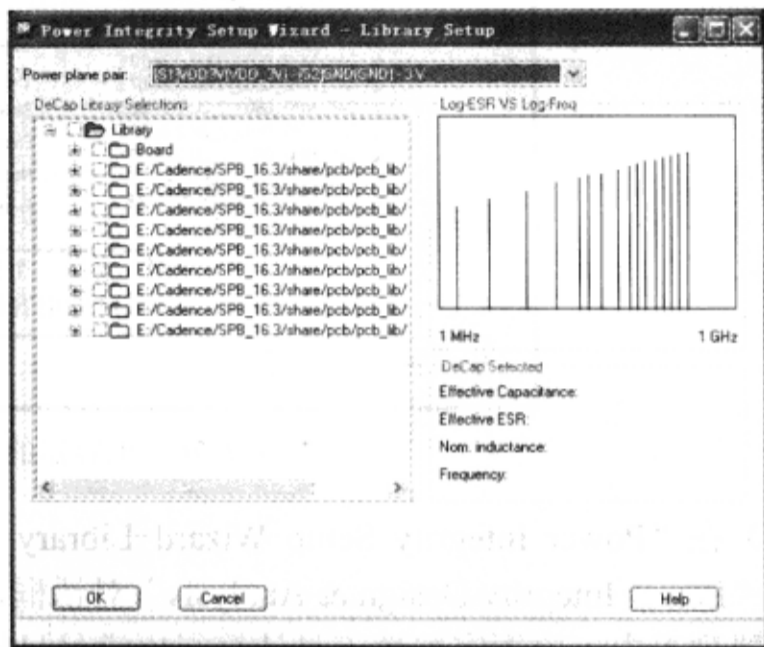 Power Integrity Setup Wizard - Library Setup
Power plane pair:
DeCap Library Selections
Library
Board
E:/Cadence/SPB_16.3/share/pcb/pcb_lib/
E:/Cadence/SPB_16.3/share/pcb/pcb_lib/
E:/Cadence/SPB_16.3/share/pcb/pcb_lib/
E:/Cadence/SPB_16.3/share/pcb/pcb_lib/
E:/Cadence/SPB_16.3/share/pcb/pcb_lib/
E:/Cadence/SPB_16.3/share/pcb/pcb_lib/
E:/Cadence/SPB_16.3/share/pcb/pcb_lib/
E:/Cadence/SPB_16.3/share/pcb/pcb_lib/
E:/Cadence/SPB_16.3/share/pcb/pcb_lib/
Log-ESR VS Log-Freq
1 MHz 1 GHz
DeCap Selected
Effective Capacitance:
Effective ESR:
Nom. inductance:
Frequency:
OK Cancel Help